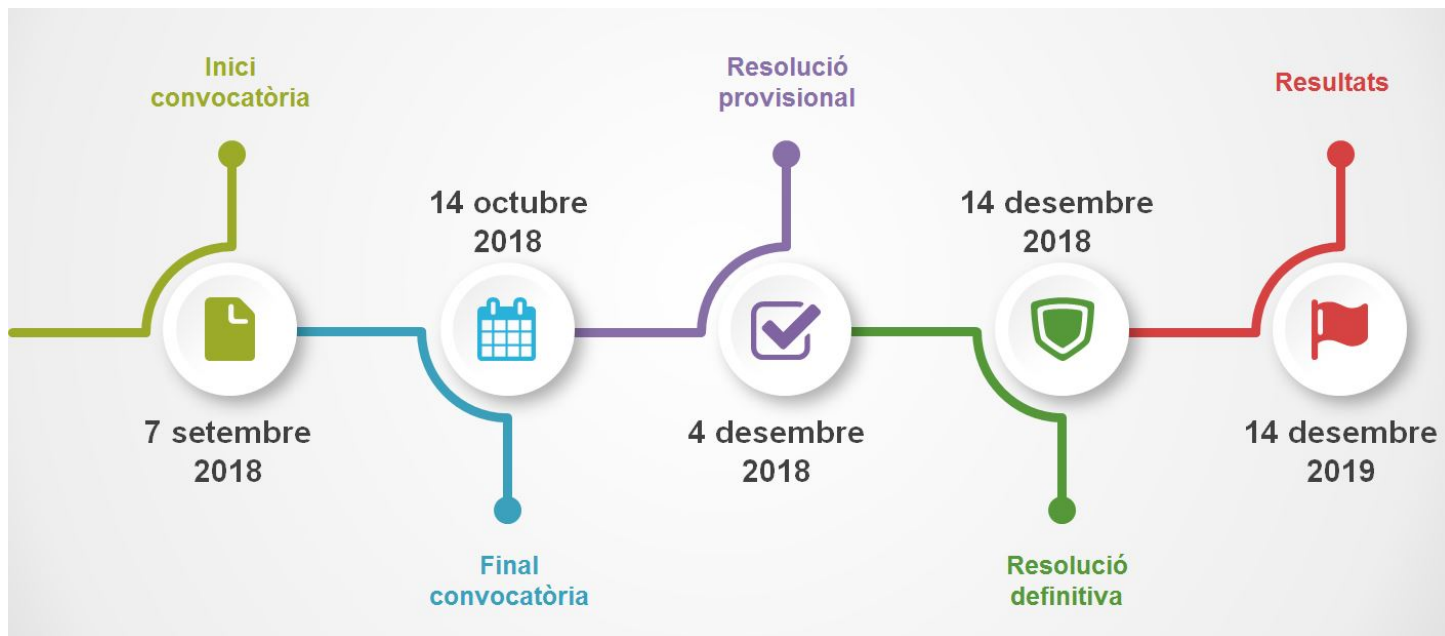 Inici
convocatòria
7 setembre
2018
14 octubre
2018
Final
convocatòria
Resolució
provisional
4 desembre
2018
14 desembre
2018
Resolució
definitiva
Resultats
14 desembre
2019